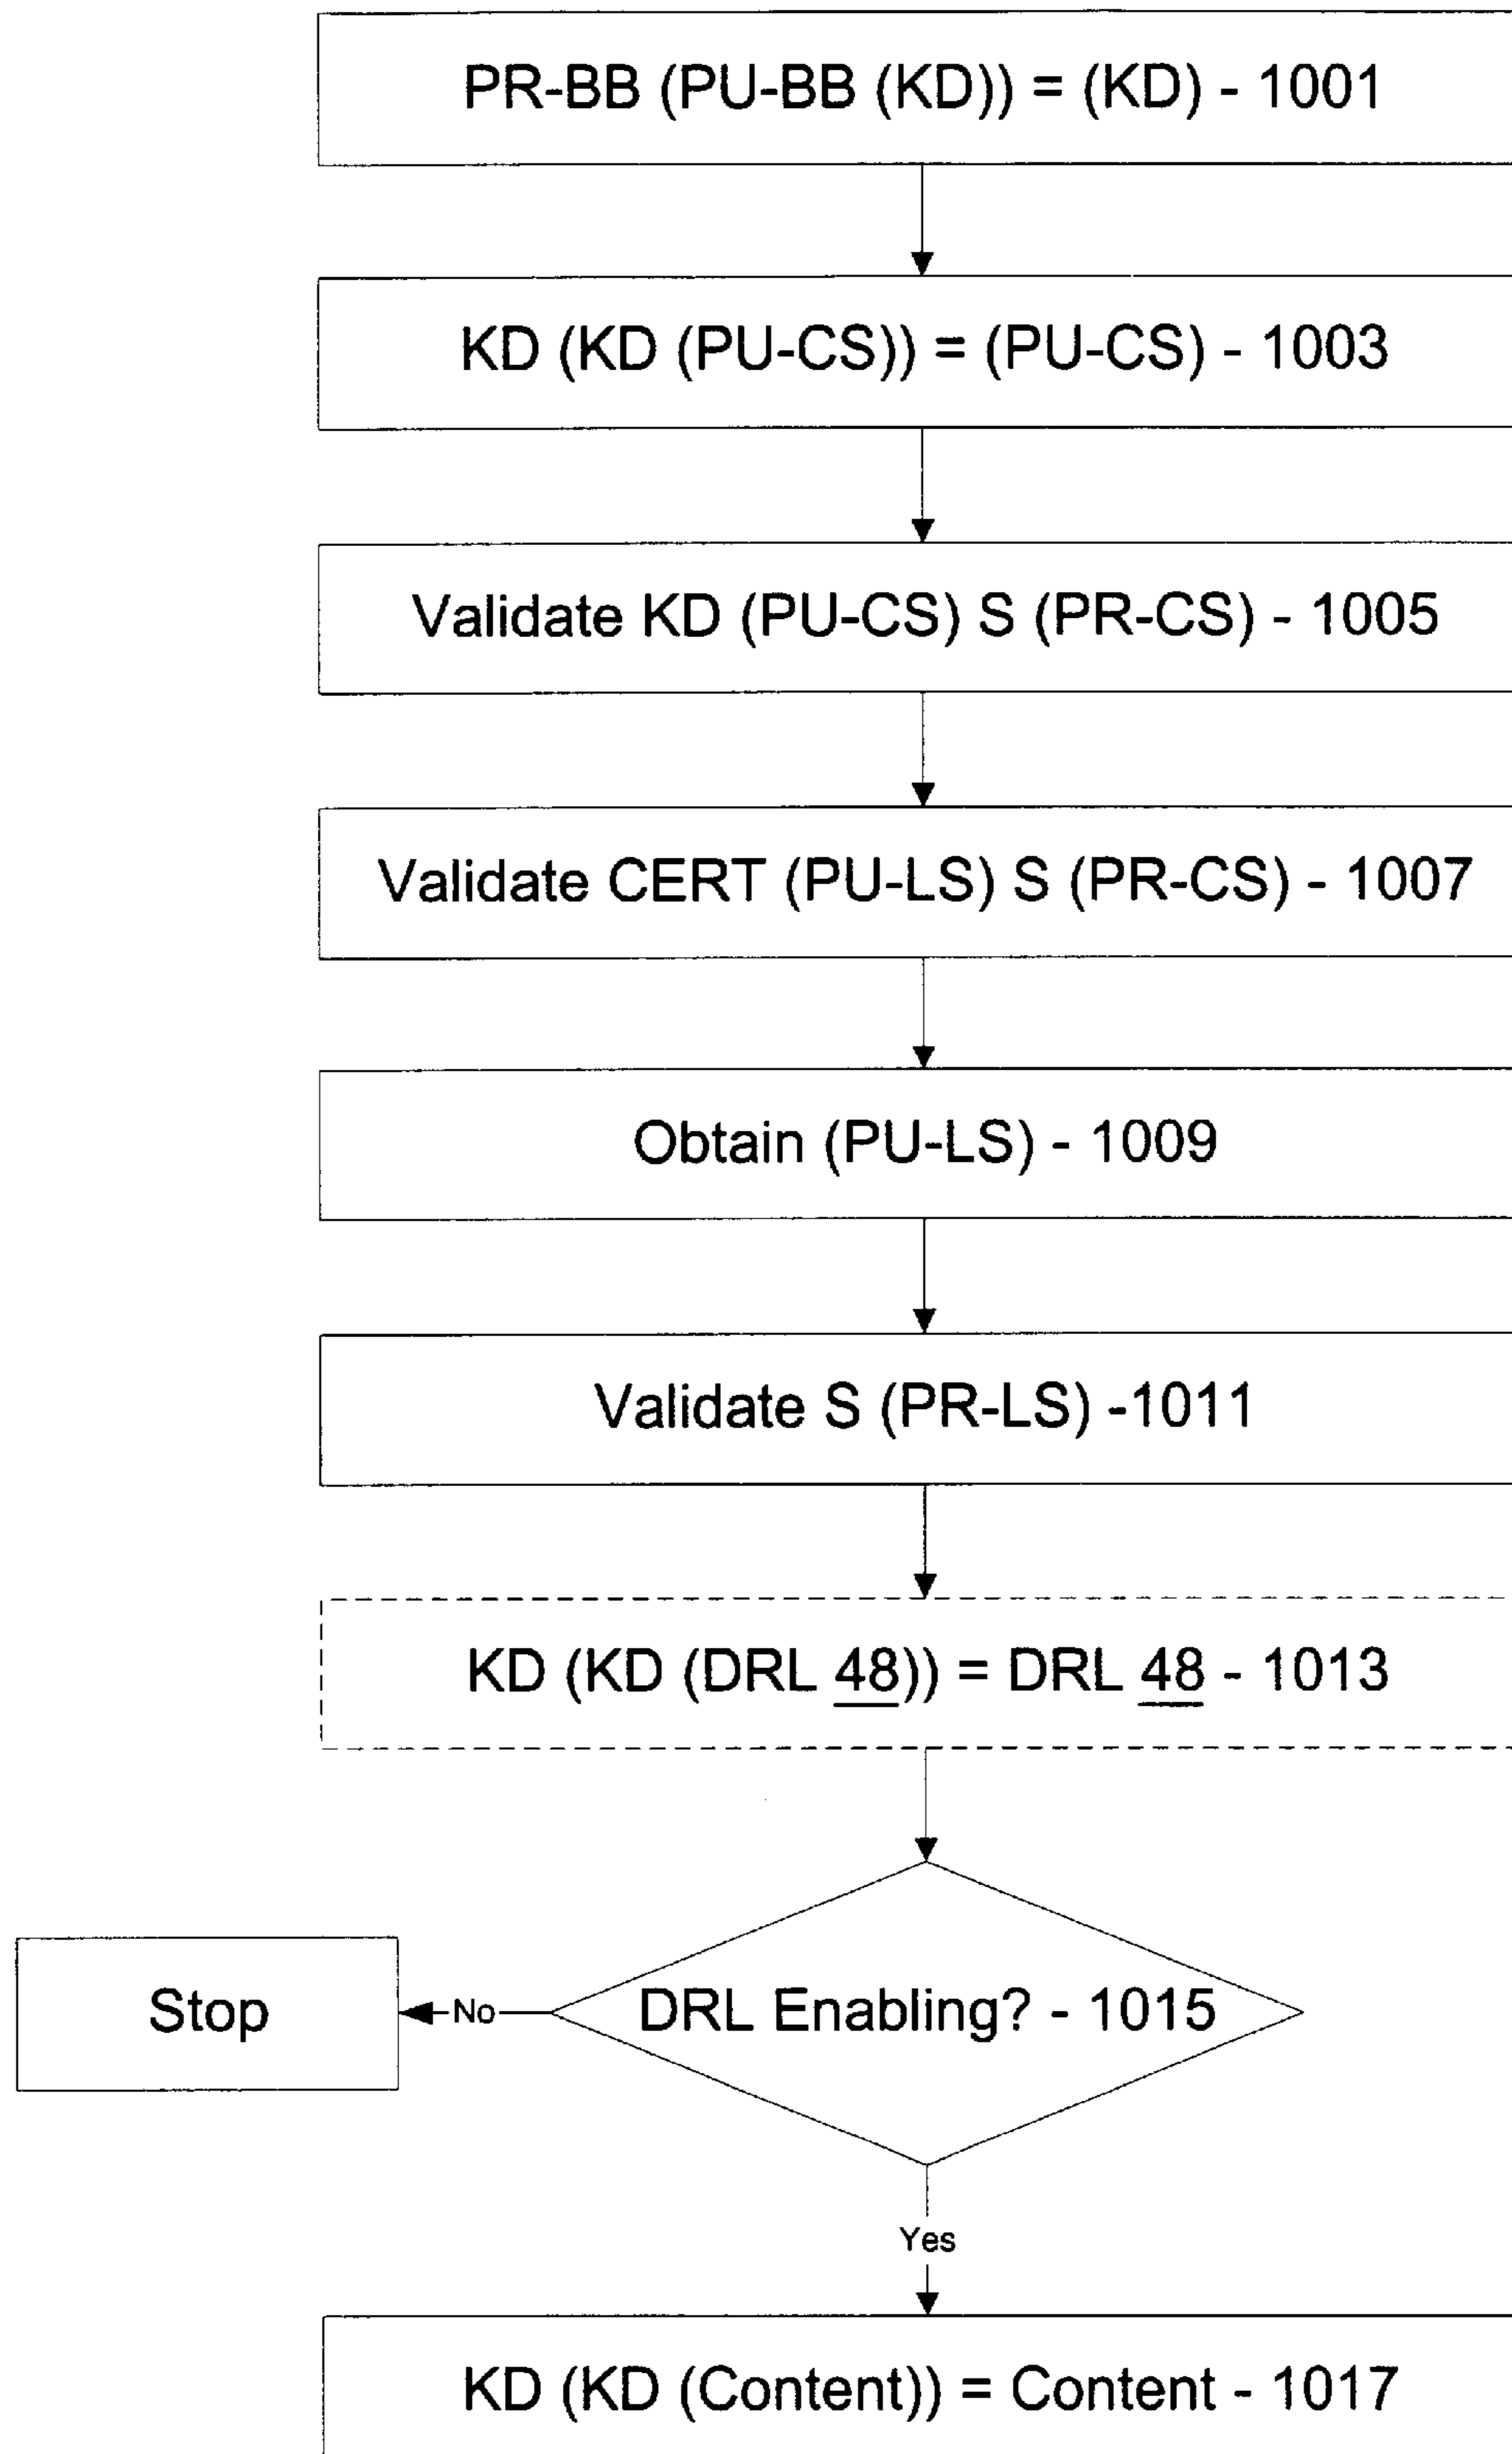 PR-BB (PU-BB (KD)) = (KD) - 1001
KD (KD (PU-CS)) = (PU-CS) - 1003
Validate KD (PU-CS) S (PR-CS) - 1005
Validate CERT (PU-LS) S (PR-CS) - 1007
Obtain (PU-LS) - 1009
Validate S (PR-LS) -1011
KD (KD (DRL 48)) = DRL 48 - 1013
DRL Enabling? - 1015
No
Stop
Yes
KD (KD (Content)) = Content - 1017